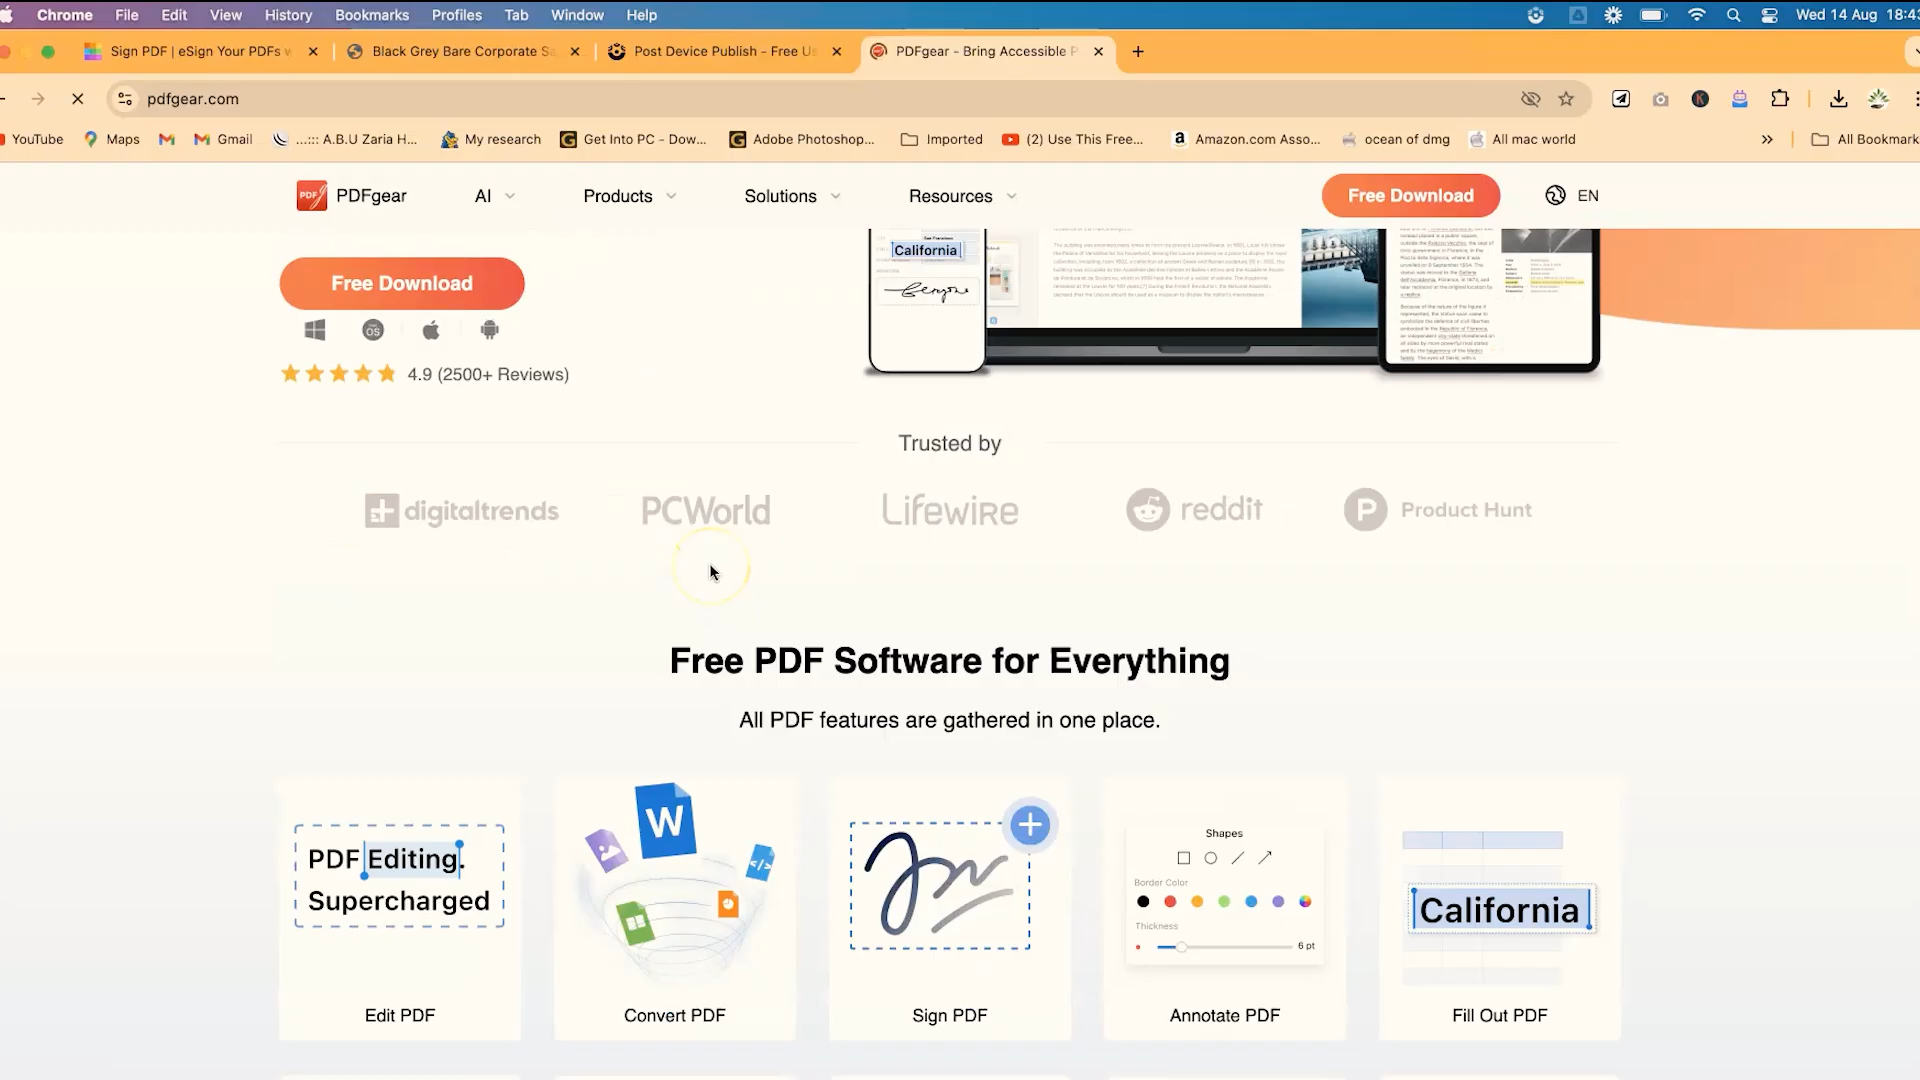 Chrome File Edit View History Bookmarks Profiles Tab Window Help Wed 14 Aug 18:43
Sign PDF | eSign Your PDFs Black Grey Bare Corporate Post Device Publish - Free PDFgear - Bring Accessible
pdfgear.com
YouTube Maps Gmail ...::: A.B.U Zaria H... My research Get Into PC - Dow... Adobe Photoshop... Imported (2) Use This Free... Amazon.com Asso... ocean of dmg All mac world » All Bookmark
PDF PDFgear AI Products Solutions Resources Free Download EN
California
Free Download
4.9 (2500+ Reviews)
Trusted by
digitaltrends PCWorld Lifewire reddit Product Hunt
Free PDF Software for Everything
All PDF features are gathered in one place.
PDF Editing.
Supercharged
W
Shapes
Border Color
Thickness
6 pt
California
Edit PDF Convert PDF Sign PDF Annotate PDF Fill Out PDF